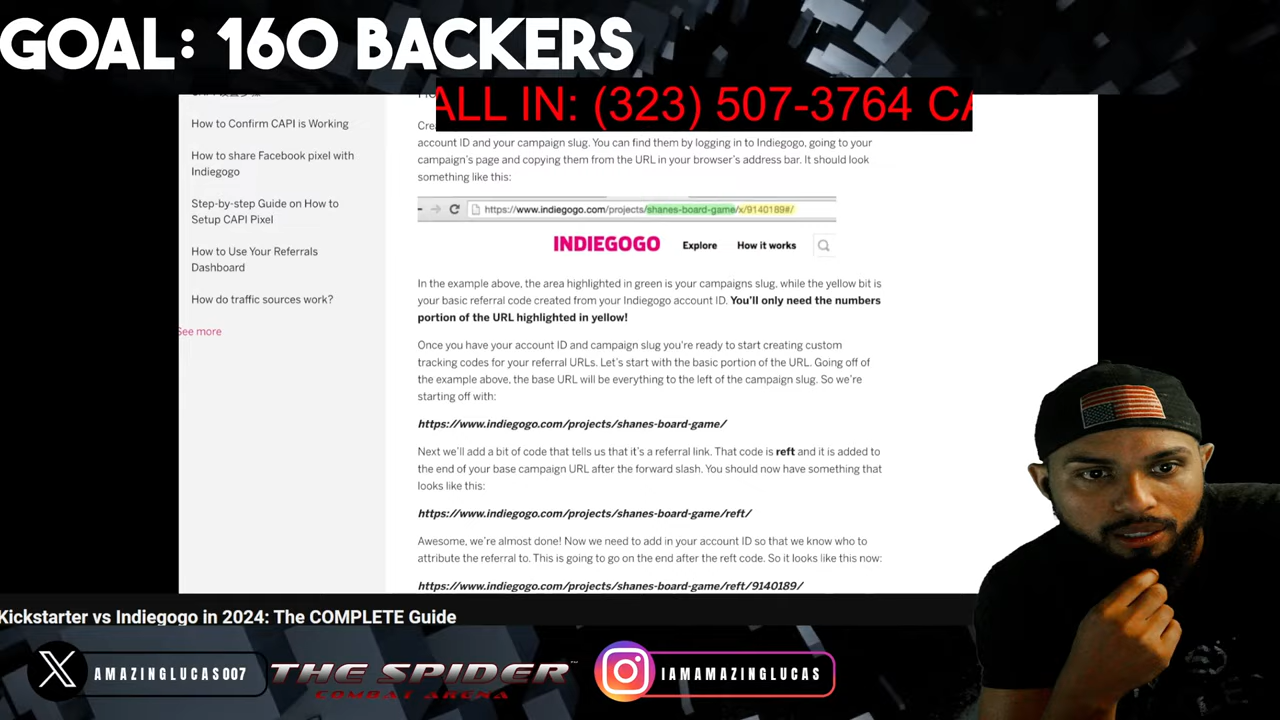 GOAL: 160 BACKERS
ALL IN: (323) 507-3764 CA
How to Confirm CAPI is Working
How to share Facebook pixel with
Indiegogo
Step-by-step Guide on How to
Setup CAPI Pixel
How to Use Your Referrals
Dashboard
How do traffic sources work?
See more
account ID and your campaign slug. You can find them by logging in to Indiegogo, going to your
campaign's page and copying them from the URL in your browser's address bar. It should look
something like this:
https://www.indiegogo.com/projects/shanes-board-game/x/9140189#/
INDIEGOGO Explore How it works
In the example above, the area highlighted in green is your campaigns slug, while the yellow bit is
your basic referral code created from your Indiegogo account ID. You'll only need the numbers
portion of the URL highlighted in yellow!
Once you have your account ID and campaign slug you're ready to start creating custom
tracking codes for your referral URLs. Let's start with the basic portion of the URL. Going off of
the example above, the base URL will be everything to the left of the campaign slug. So we're
starting off with:
https://www.indiegogo.com/projects/shanes-board-game/
Next we'll add a bit of code that tells us that it's a referral link. That code is reft and it is added to
the end of your base campaign URL after the forward slash. You should now have something that
looks like this:
https://www.indiegogo.com/projects/shanes-board-game/reft/
Awesome, we're almost done! Now we need to add in your account ID so that we know who to
attribute the referral to. This is going to go on the end after the reft code. So it looks like this now:
https://www.indiegogo.com/projects/shanes-board-game/reft/9140189/
Kickstarter vs Indiegogo in 2024: The COMPLETE Guide
AMAZINGLUCAS007
THE SPIDER
COMBAT ARENA
IAMAMAZINGLUCAS